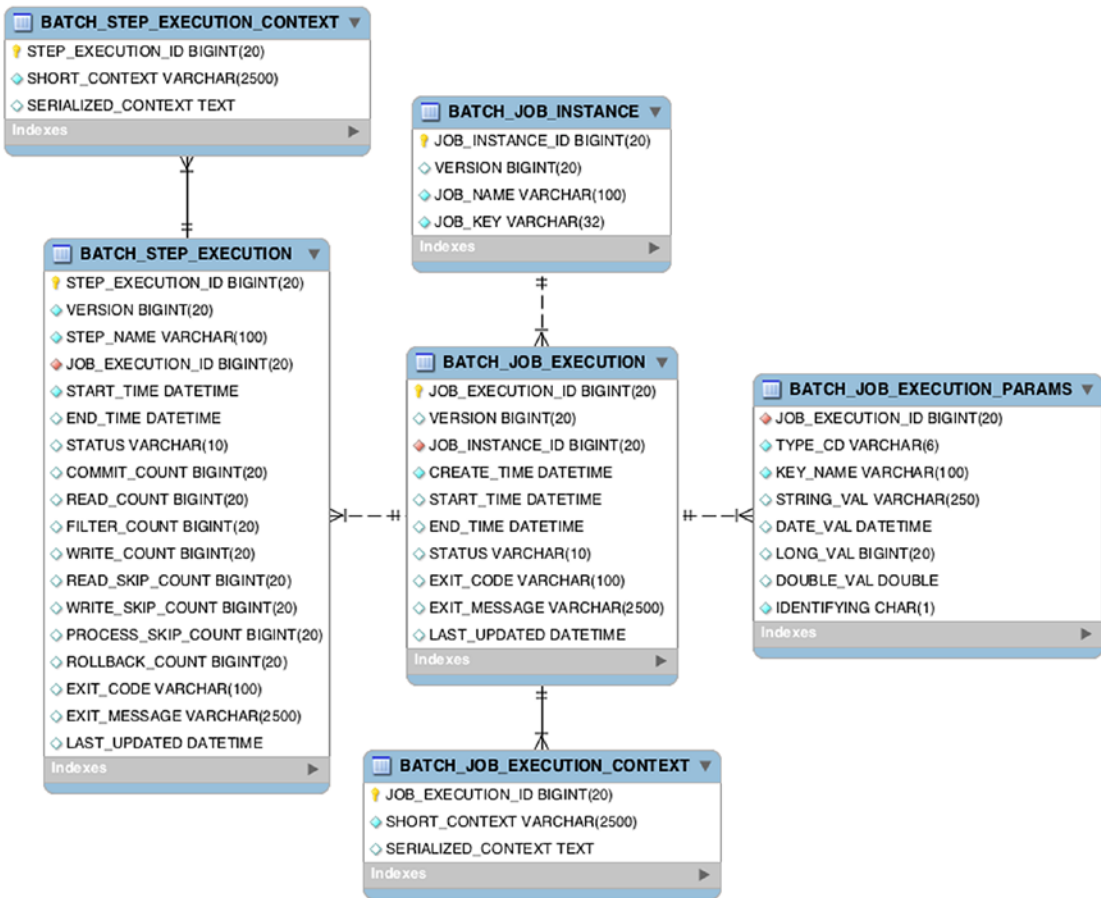 BATCH_STEP_EXECUTION_CONTEXT
STEP_EXECUTION_ID BIGINT(20)
SHORT_CONTEXT VARCHAR(2500)
SERIALIZED_CONTEXT TEXT
Indexes
BATCH_JOB_INSTANCE
JOB_INSTANCE_ID BIGINT(20)
VERSION BIGINT(20)
JOB_NAME VARCHAR(100)
JOB_KEY VARCHAR(32)
Indexes
BATCH_STEP_EXECUTION
STEP_EXECUTION_ID BIGINT(20)
VERSION BIGINT(20)
STEP_NAME VARCHAR(100)
JOB_EXECUTION_ID BIGINT(20)
START_TIME DATETIME
END_TIME DATETIME
STATUS VARCHAR(10)
COMMIT_COUNT BIGINT(20)
READ_COUNT BIGINT(20)
FILTER_COUNT BIGINT(20)
WRITE_COUNT BIGINT(20)
READ_SKIP_COUNT BIGINT(20)
WRITE_SKIP_COUNT BIGINT(20)
PROCESS_SKIP_COUNT BIGINT(20)
ROLLBACK_COUNT BIGINT(20)
EXIT_CODE VARCHAR(100)
EXIT_MESSAGE VARCHAR(2500)
LAST_UPDATED DATETIME
Indexes
BATCH_JOB_EXECUTION
JOB_EXECUTION_ID BIGINT(20)
VERSION BIGINT(20)
JOB_INSTANCE_ID BIGINT(20)
CREATE_TIME DATETIME
START_TIME DATETIME
END_TIME DATETIME
STATUS VARCHAR(10)
EXIT_CODE VARCHAR(100)
EXIT_MESSAGE VARCHAR(2500)
LAST_UPDATED DATETIME
Indexes
BATCH_JOB_EXECUTION_PARAMS
JOB_EXECUTION_ID BIGINT(20)
TYPE_CD VARCHAR(6)
KEY_NAME VARCHAR(100)
STRING_VAL VARCHAR(250)
DATE_VAL DATETIME
LONG_VAL BIGINT(20)
DOUBLE_VAL DOUBLE
IDENTIFYING CHAR(1)
Indexes
BATCH_JOB_EXECUTION_CONTEXT
JOB_EXECUTION_ID BIGINT(20)
SHORT_CONTEXT VARCHAR(2500)
SERIALIZED_CONTEXT TEXT
Indexes